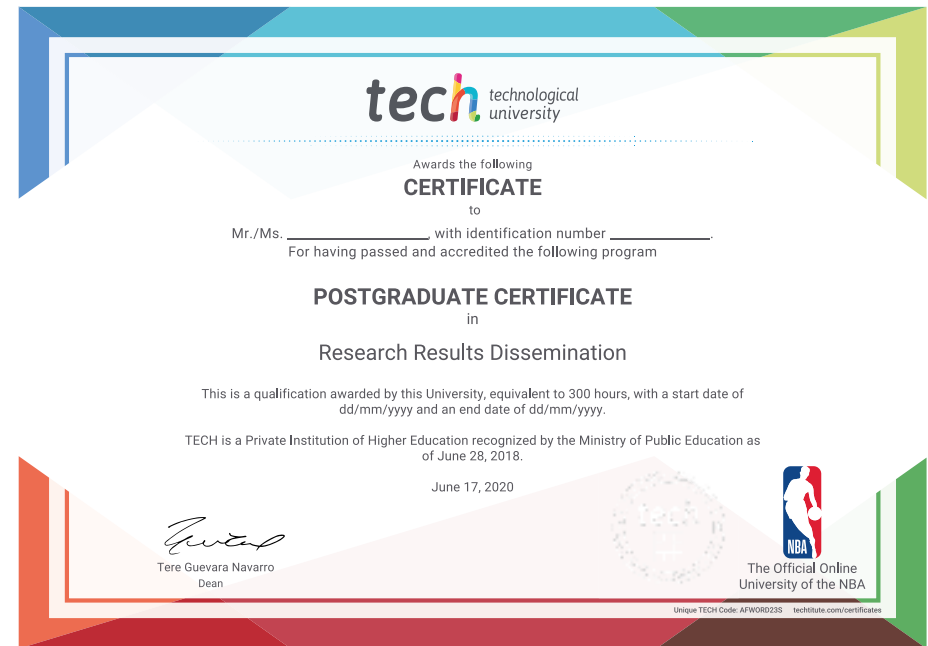 tech technological
university
Awards the following
CERTIFICATE
to
Mr./Ms. ____________________, with identification number ______________.
For having passed and accredited the following program
POSTGRADUATE CERTIFICATE
in
Research Results Dissemination
This is a qualification awarded by this University, equivalent to 300 hours, with a start date of
dd/mm/yyyy and an end date of dd/mm/yyyy.
TECH is a Private Institution of Higher Education recognized by the Ministry of Public Education as
of June 28, 2018.
June 17, 2020
tech
NBA
Tere Guevara Navarro
Dean
The Official Online
University of the NBA
Unique TECH Code: AFWORD23S techtitute.com/certificates